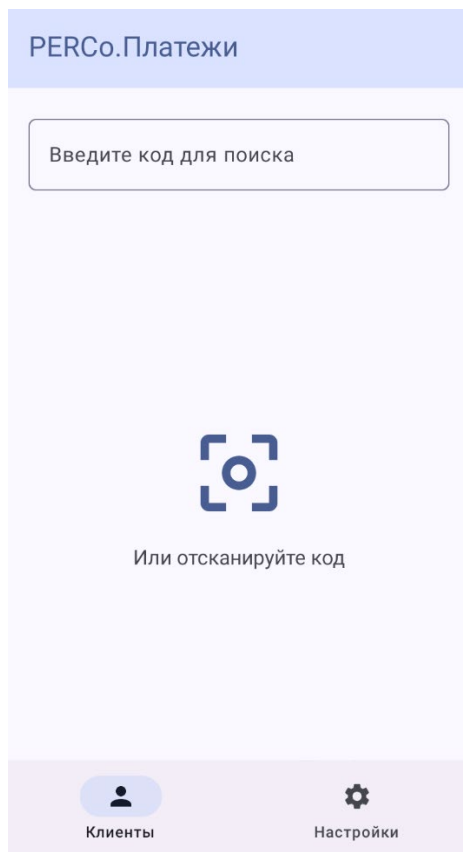 PERCo.Платежи
Введите код для поиска
Или отсканируйте код
Клиенты
Настройки